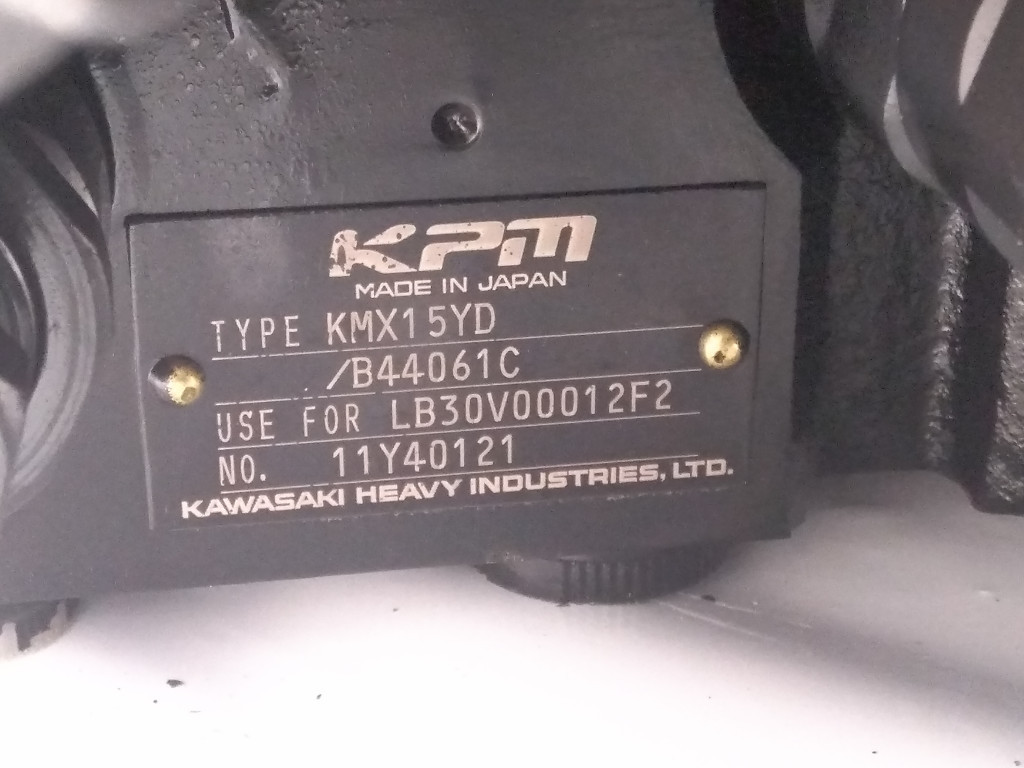 KPM
MADE IN JAPAN
TYPE KMX15YD
/B44061C
USE FOR LB30V00012F2
NO. 11Y40121
KAWASAKI HEAVY INDUSTRIES, LTD.